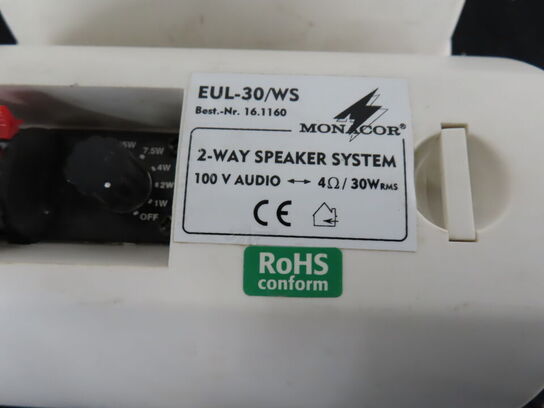 EUL-30/WS
Best.-Nr. 16.1160
MONACOR®
2-WAY SPEAKER SYSTEM
100 V AUDIO ↔ 4Ω/30WRMS
CE
RoHS
conform
7.5W
4W
2W
1W
OFF